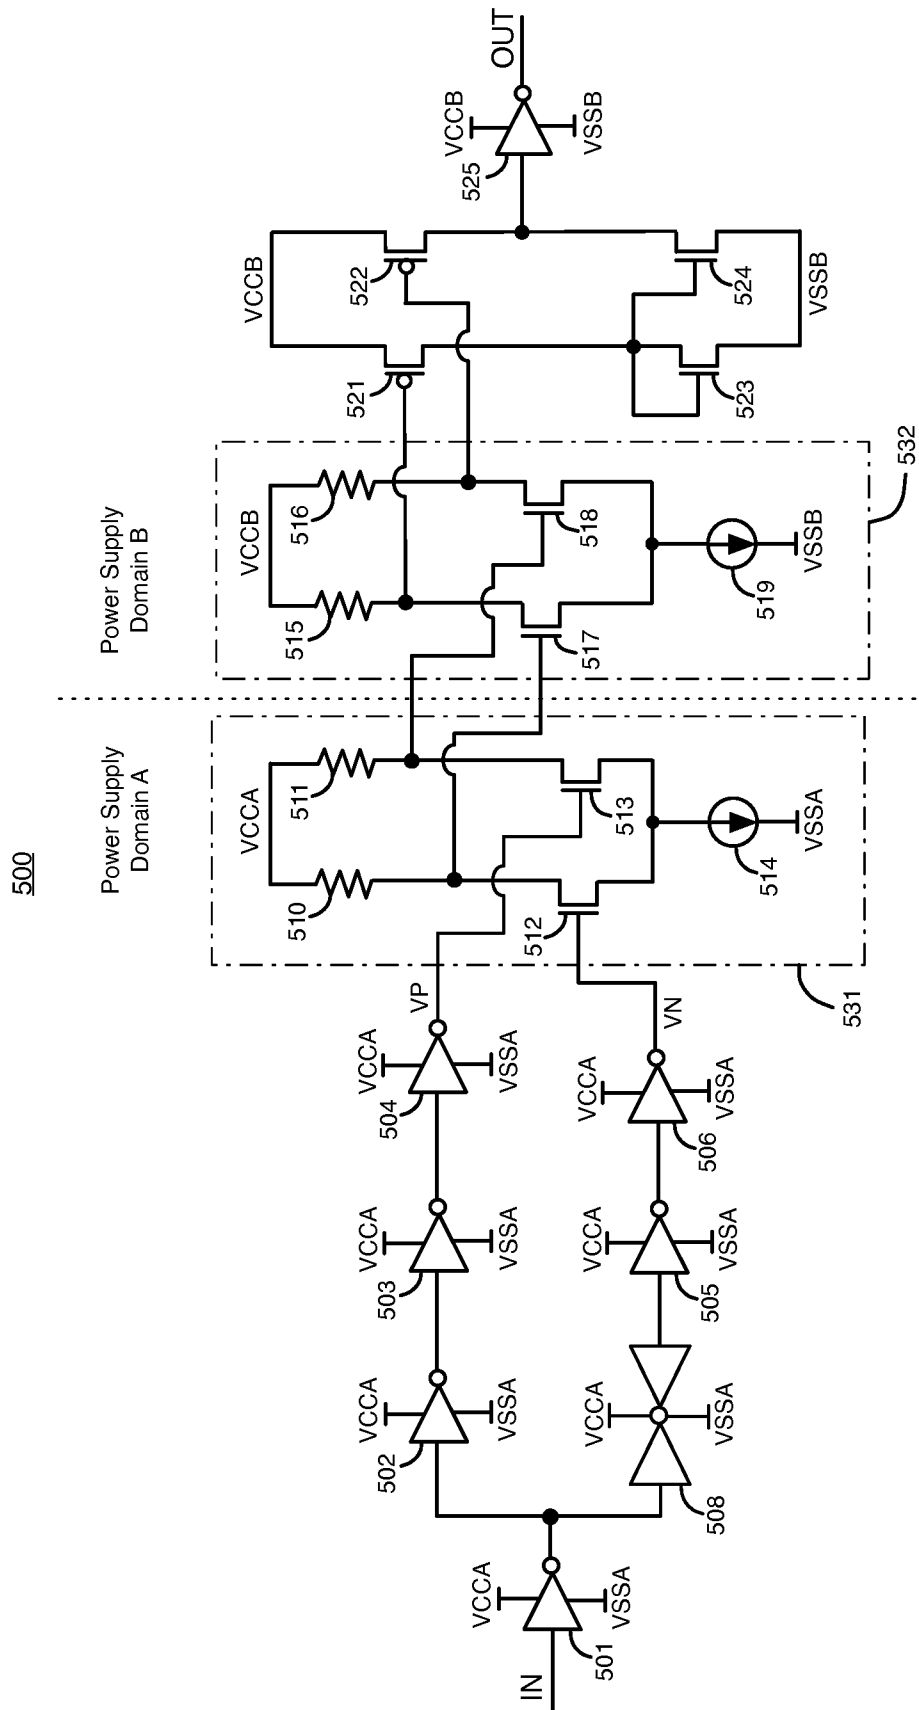 500
Power Supply
Domain A
Power Supply
Domain B
IN
501
VCCA
VSSA
502
VCCA
VSSA
503
VCCA
VSSA
504
VCCA
VSSA
VP
508
VCCA
VSSA
505
VCCA
VSSA
506
VCCA
VSSA
VN
VCCA
510
511
512
513
514
VSSA
531
VCCB
515
516
517
518
519
VSSB
532
VCCB
521
522
523
524
VSSB
525
VCCB
VSSB
OUT